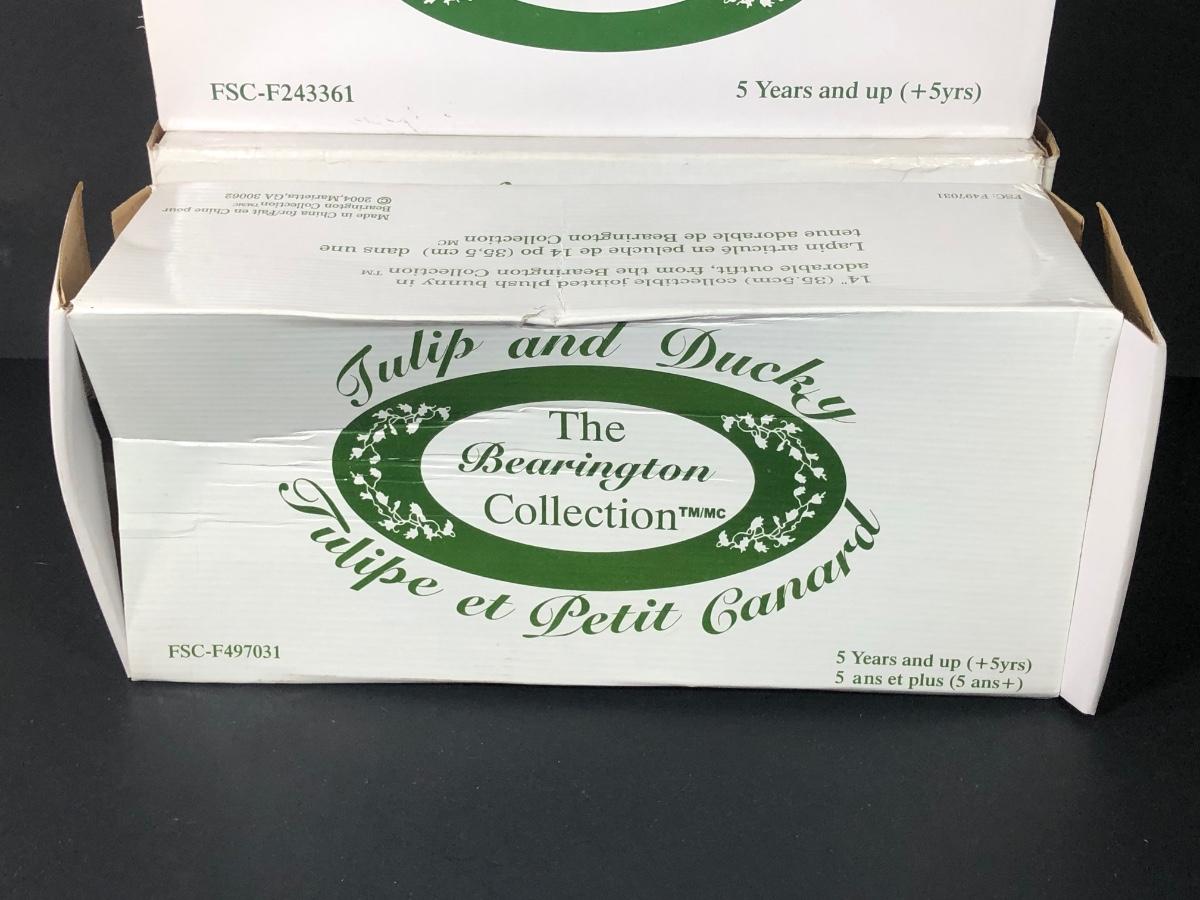 FSC-F243361
5 Years and up (+5yrs)
FSC: F497031
14" (35.5cm) collectible jointed plush bunny in
adorable outfit, from the Bearington Collection TM
Lapin articulé en peluche de 14 po (35,5 cm) dans une
tenue adorable de Bearington Collection MC
Made in China for/Fait en Chine pour
Bearington Collection TM/MC
© 2004, Marietta, GA 30062
Tulip and Ducky
The
Bearington
Collection TM/MC
Tulipe et Petit Canard
FSC-F497031
5 Years and up (+5yrs)
5 ans et plus (5 ans+)